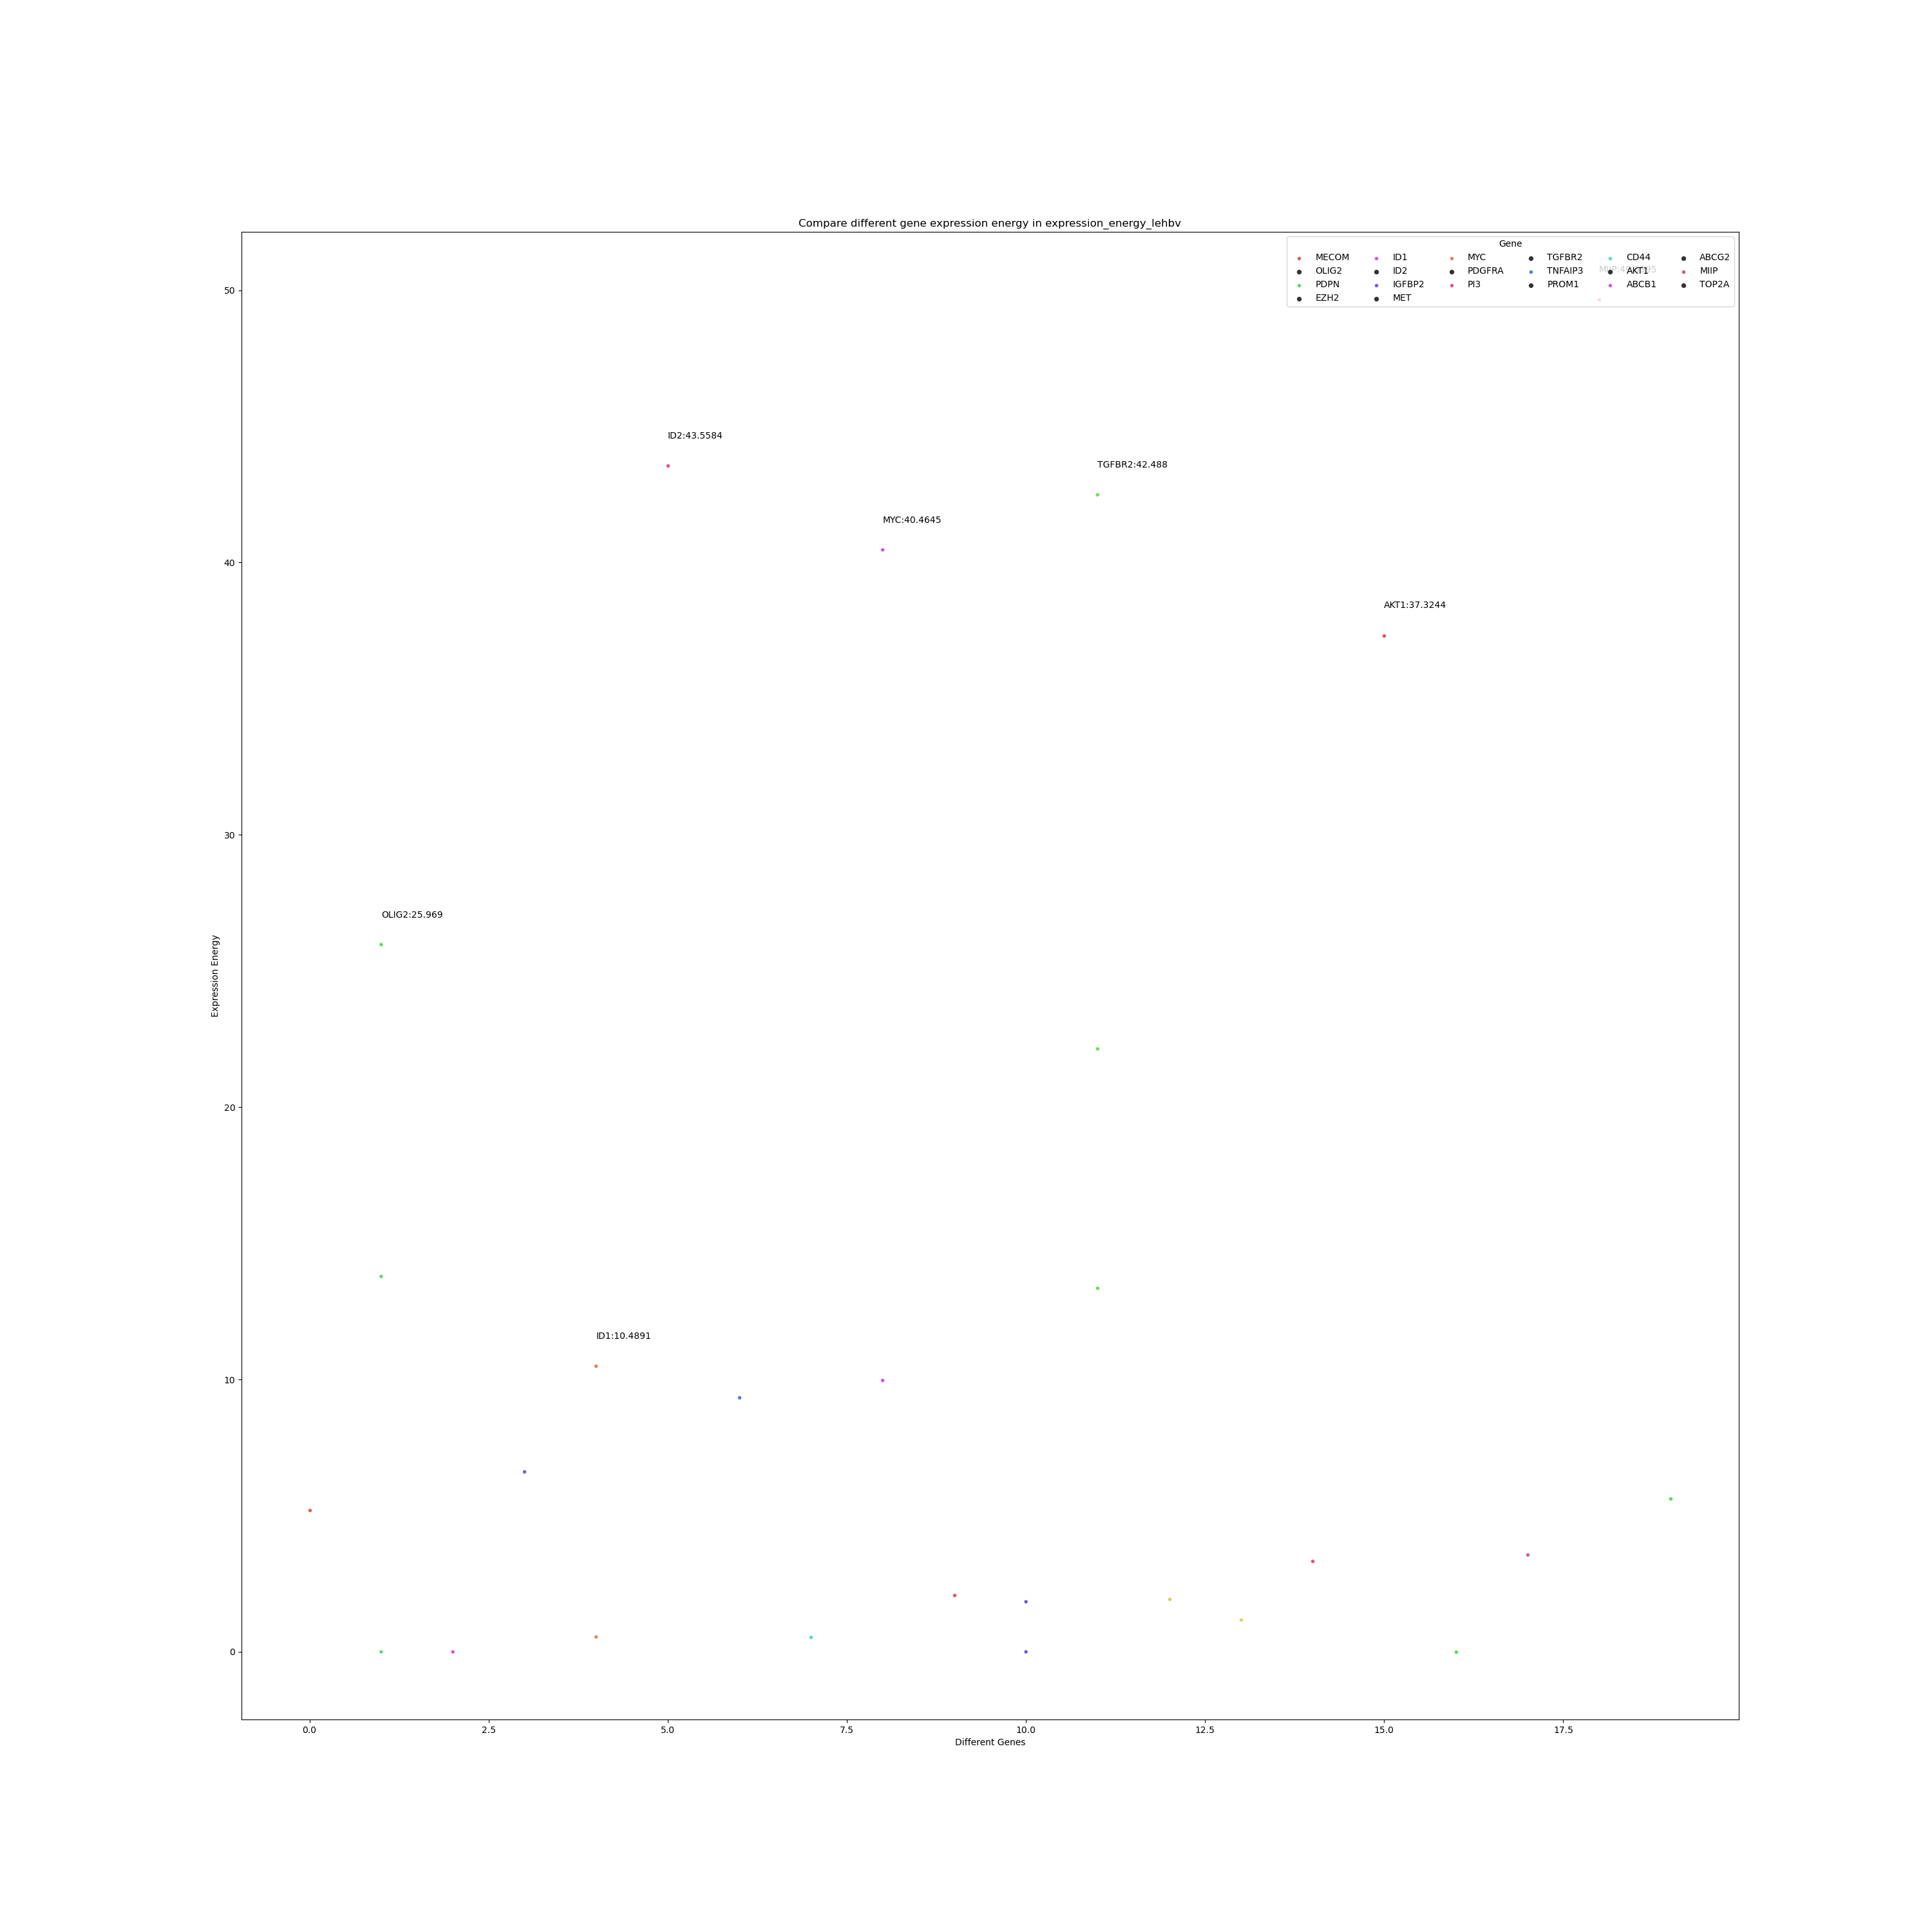 Compare different gene expression energy in expression_energy_lehbv
Gene
MECOM ID1 MYC TGFBR2 CD44 ABCG2
OLIG2 ID2 PDGFRA TNFAIP3 AKT1 MIIP
PDPN IGFBP2 PI3 PROM1 ABCB1 TOP2A
EZH2 MET
50
ID2:43.5584
TGFBR2:42.488
MYC:40.4645
40
AKT1:37.3244
30
OLIG2:25.969
Expression Energy
20
ID1:10.4891
10
0
0.0 2.5 5.0 7.5 10.0 12.5 15.0 17.5
Different Genes